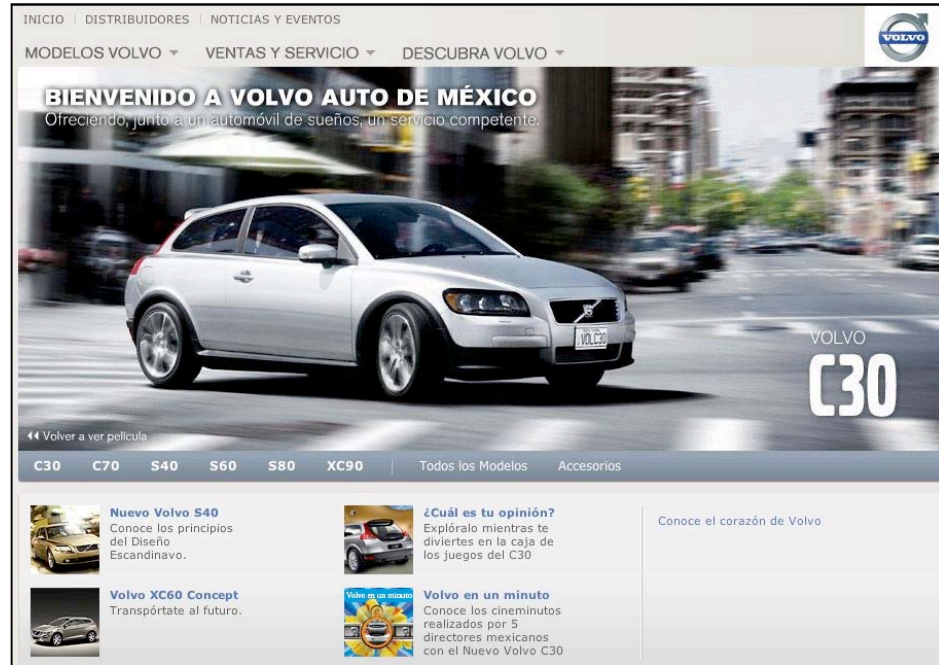 INICIO DISTRIBUIDORES NOTICIAS Y EVENTOS
MODELOS VOLVO VENTAS Y SERVICIO DESCUBRA VOLVO
VOLVO
BIENVENIDO A VOLVO AUTO DE MÉXICO
Ofreciendo, junto a un automóvil de sueños, un servicio competente.
VOLC30
VOLVO
C30
Volver a ver película
C30 C70 S40 S60 S80 XC90 Todos los Modelos Accesorios
Nuevo Volvo S40
Conoce los principios
del Diseño
Escandinavo.
¿Cuál es tu opinión?
Explóralo mientras te
diviertes en la caja de
los juegos del C30
Conoce el corazón de Volvo
Volvo XC60 Concept
Transpórtate al futuro.
Volvo en un minuto
Volvo en un minuto
Conoce los cineminutos
realizados por 5
directores mexicanos
con el Nuevo Volvo C30